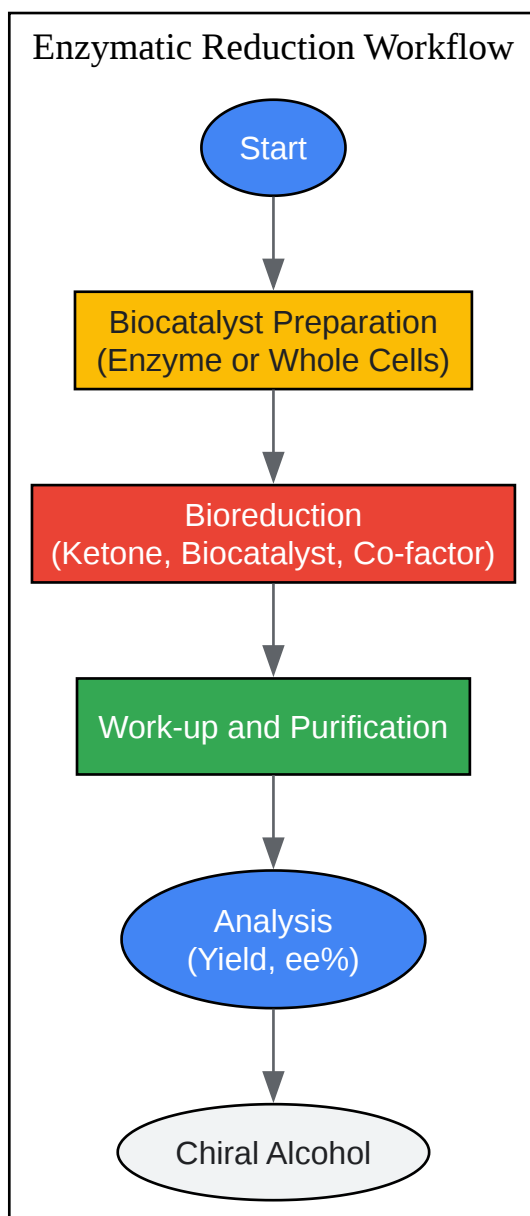 Enzymatic Reduction Workflow
Start
Biocatalyst Preparation
(Enzyme or Whole Cells)
Bioreduction
(Ketone, Biocatalyst, Co-factor)
Work-up and Purification
Analysis
(Yield, ee%)
Chiral Alcohol